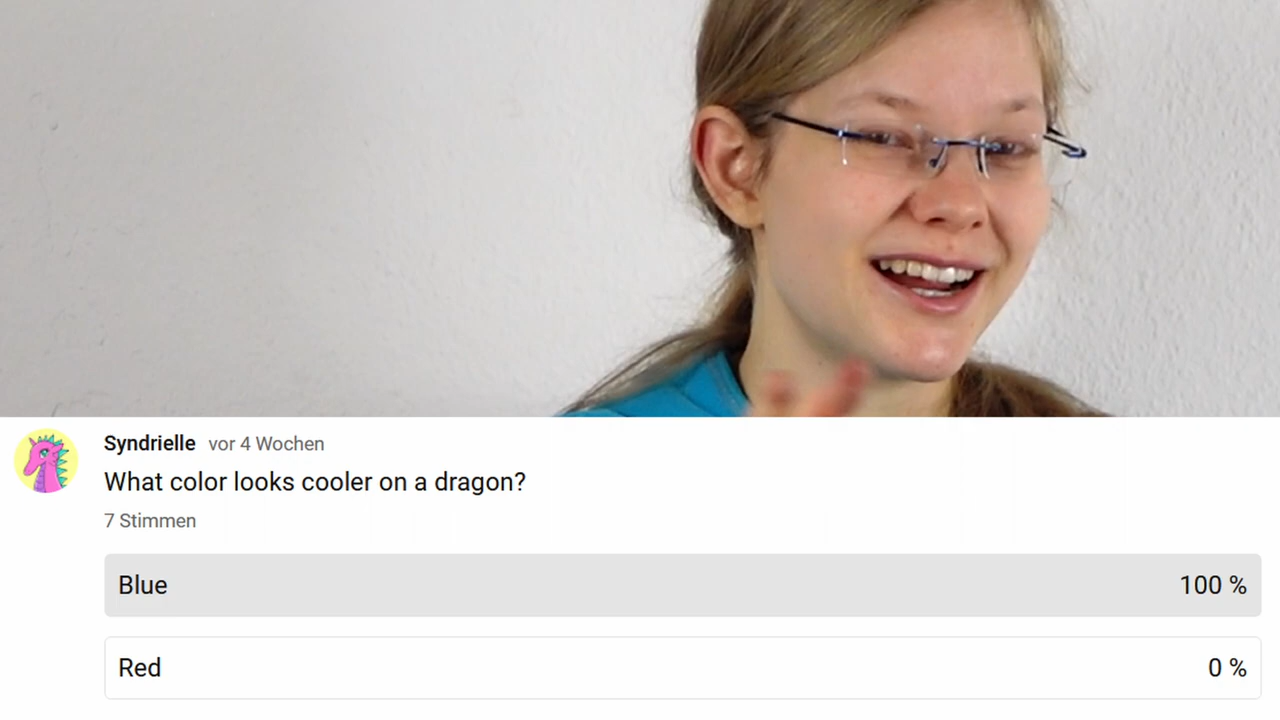 Syndrielle vor 4 Wochen
What color looks cooler on a dragon?
7 Stimmen
Blue 100 %
Red 0 %